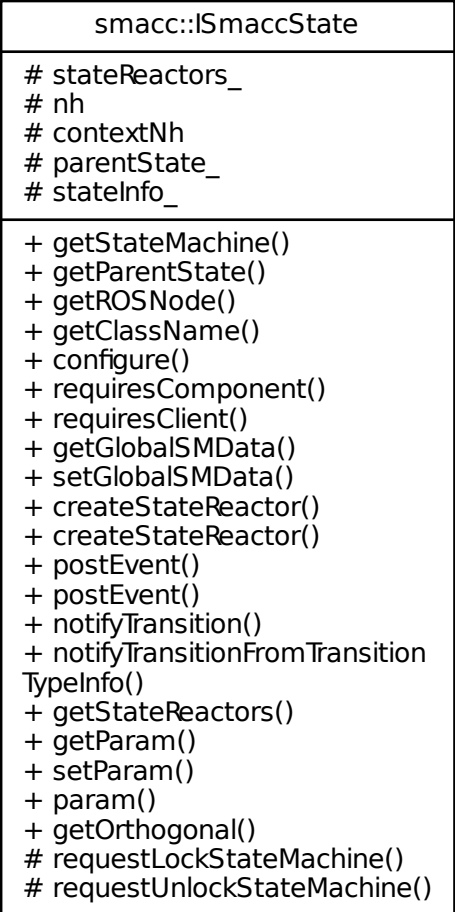 smacc::ISmaccState
# stateReactors_
# nh
# contextNh
# parentState_
# stateInfo_
+ getStateMachine()
+ getParentState()
+ getROSNode()
+ getClassName()
+ configure()
+ requiresComponent()
+ requiresClient()
+ getGlobalSMData()
+ setGlobalSMData()
+ createStateReactor()
+ createStateReactor()
+ postEvent()
+ postEvent()
+ notifyTransition()
+ notifyTransitionFromTransition
TypeInfo()
+ getStateReactors()
+ getParam()
+ setParam()
+ param()
+ getOrthogonal()
# requestLockStateMachine()
# requestUnlockStateMachine()